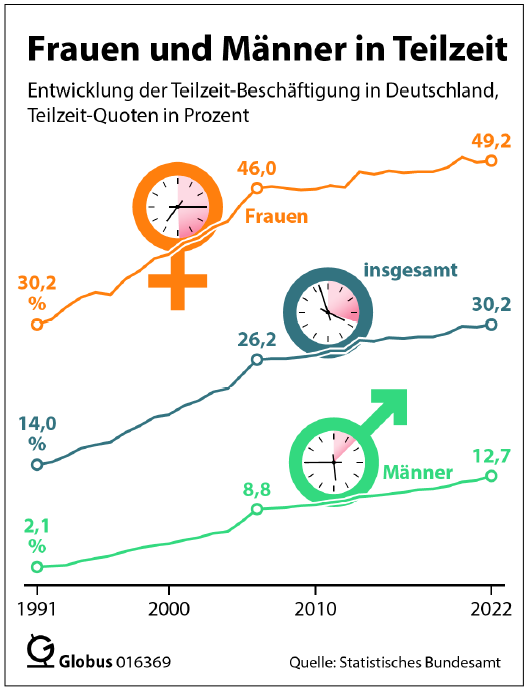 Frauen und Männer in Teilzeit
Entwicklung der Teilzeit-Beschäftigung in Deutschland,
Teilzeit-Quoten in Prozent
49,2
46,0
Frauen
30,2
%
insgesamt
30,2
26,2
14,0
%
12,7
Männer
8,8
2,1
%
1991 2000 2010 2022
Globus 016369 Quelle: Statistisches Bundesamt